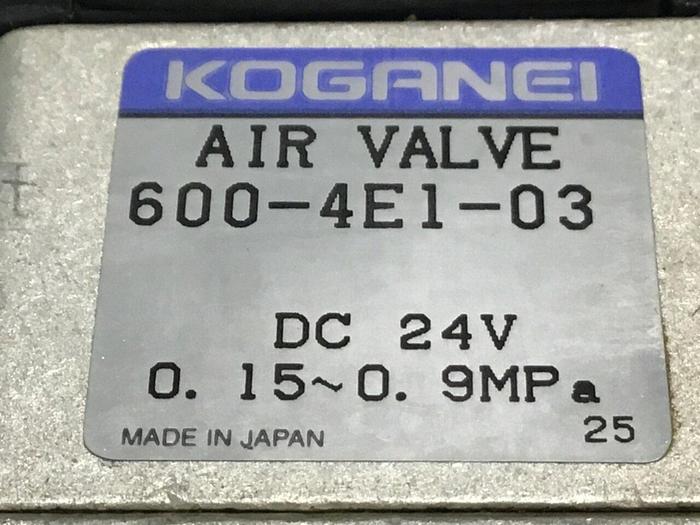 KOGANEI
AIR VALVE
600-4E1-03
DC 24V
0.15~0.9MPa
MADE IN JAPAN
25